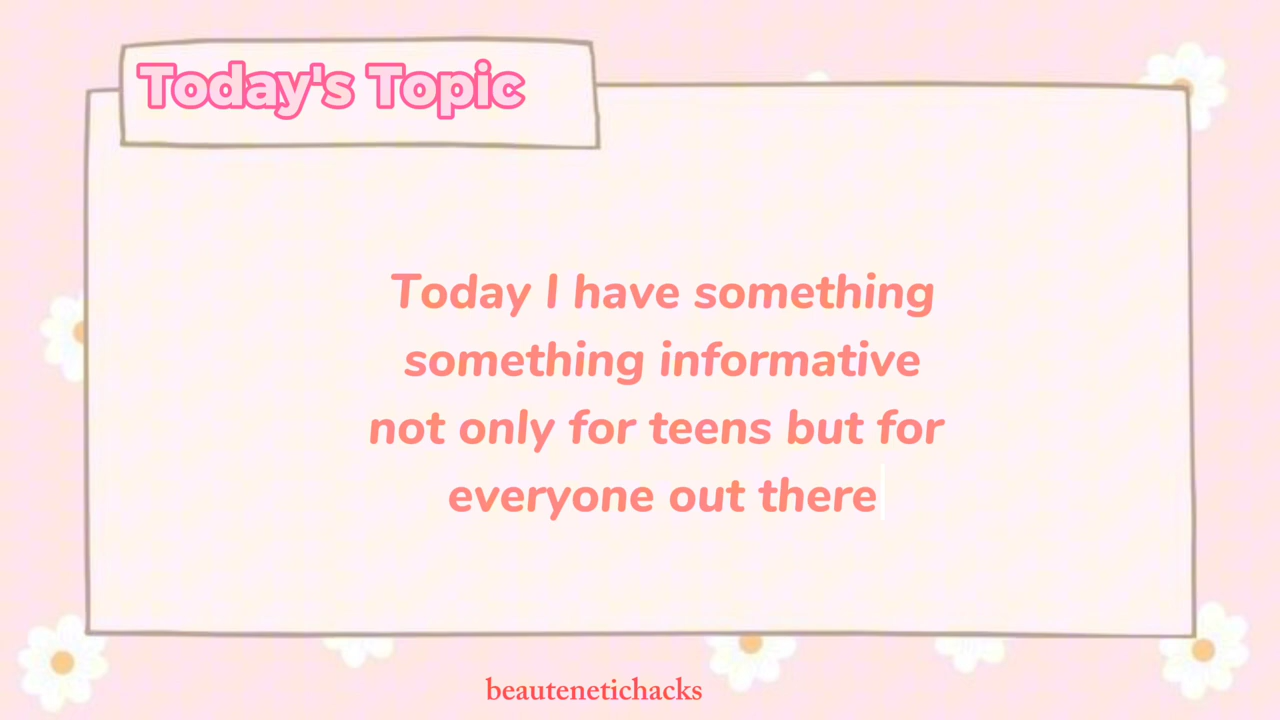 Today's Topic
Today I have something
something informative
not only for teens but for
everyone out there
beautenetichacks